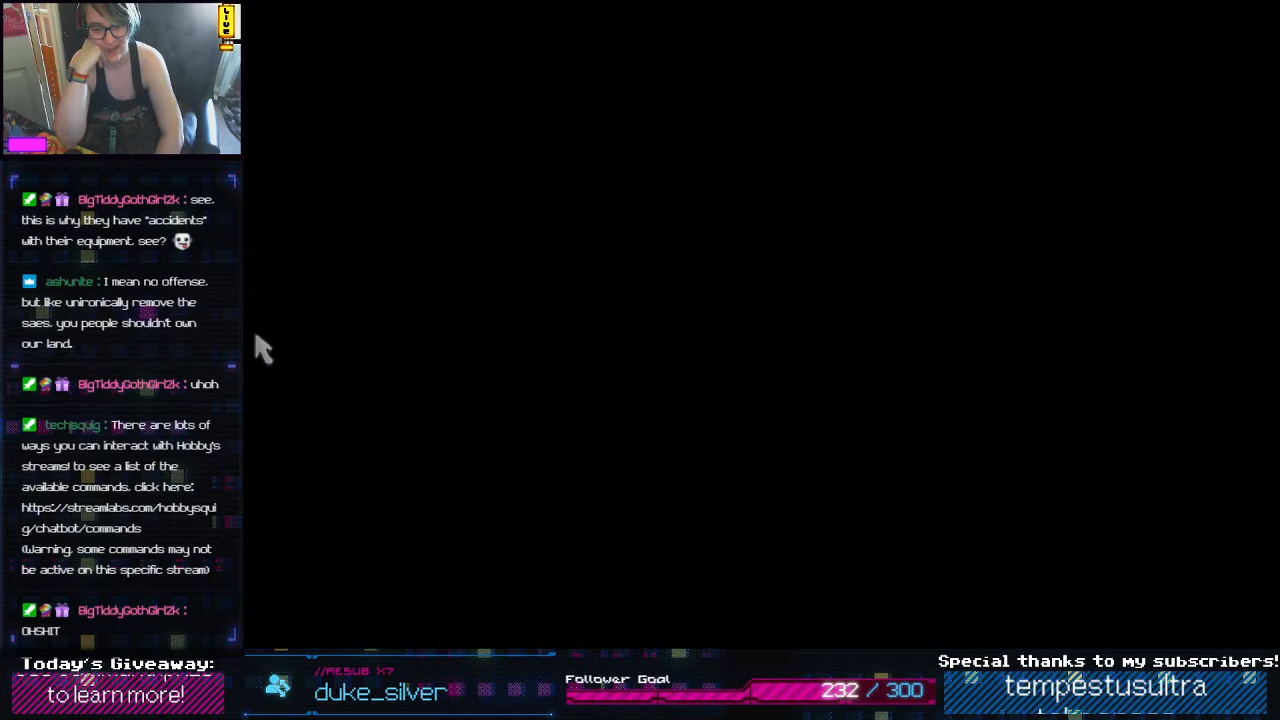 LIVE
BigTiddyGothGirl2k : see,
this is why they have "accidents"
with their equipment, see?
ashunite : I mean no offense,
but like unironically remove the
saes, you people shouldn't own
our land.
BigTiddyGothGirl2k : uhoh
techsquig : There are lots of
ways you can interact with Hobby's
streams! to see a list of the
available commands, click here:
https://streamlabs.com/hobbysqui
g/chatbot/commands
(Warning, some commands may not
be active on this specific stream)
BigTiddyGothGirl2k :
OHSHIT
Today's Giveaway:
to learn more!
//RESUB X7
duke_silver
Follower Goal
232 / 300
Special thanks to my subscribers!
tempestusultra